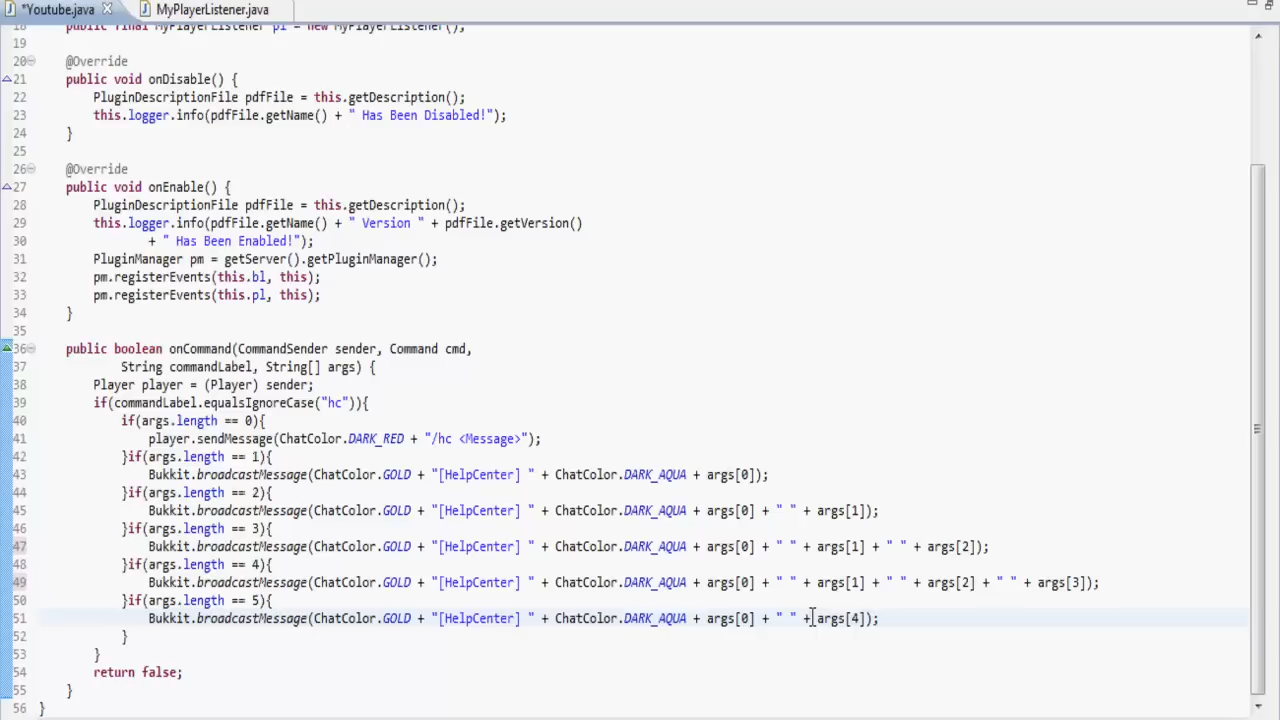 *Youtube.java MyPlayerListener.java
18 public final MyPlayerListener pl = new MyPlayerListener();
19
20 @Override
21 public void onDisable() {
22 PluginDescriptionFile pdfFile = this.getDescription();
23 this.logger.info(pdfFile.getName() + " Has Been Disabled!");
24 }
25
26 @Override
27 public void onEnable() {
28 PluginDescriptionFile pdfFile = this.getDescription();
29 this.logger.info(pdfFile.getName() + " Version " + pdfFile.getVersion()
30 + " Has Been Enabled!");
31 PluginManager pm = getServer().getPluginManager();
32 pm.registerEvents(this.bl, this);
33 pm.registerEvents(this.pl, this);
34 }
35
36 public boolean onCommand(CommandSender sender, Command cmd,
37 String commandLabel, String[] args) {
38 Player player = (Player) sender;
39 if(commandLabel.equalsIgnoreCase("hc")){
40 if(args.length == 0){
41 player.sendMessage(ChatColor.DARK_RED + "/hc <Message>");
42 }if(args.length == 1){
43 Bukkit.broadcastMessage(ChatColor.GOLD + "[HelpCenter] " + ChatColor.DARK_AQUA + args[0]);
44 }if(args.length == 2){
45 Bukkit.broadcastMessage(ChatColor.GOLD + "[HelpCenter] " + ChatColor.DARK_AQUA + args[0] + " " + args[1]);
46 }if(args.length == 3){
47 Bukkit.broadcastMessage(ChatColor.GOLD + "[HelpCenter] " + ChatColor.DARK_AQUA + args[0] + " " + args[1] + " " + args[2]);
48 }if(args.length == 4){
49 Bukkit.broadcastMessage(ChatColor.GOLD + "[HelpCenter] " + ChatColor.DARK_AQUA + args[0] + " " + args[1] + " " + args[2] + " " + args[3]);
50 }if(args.length == 5){
51 Bukkit.broadcastMessage(ChatColor.GOLD + "[HelpCenter] " + ChatColor.DARK_AQUA + args[0] + " " + args[4]);
52 }
53 }
54 return false;
55 }
56 }